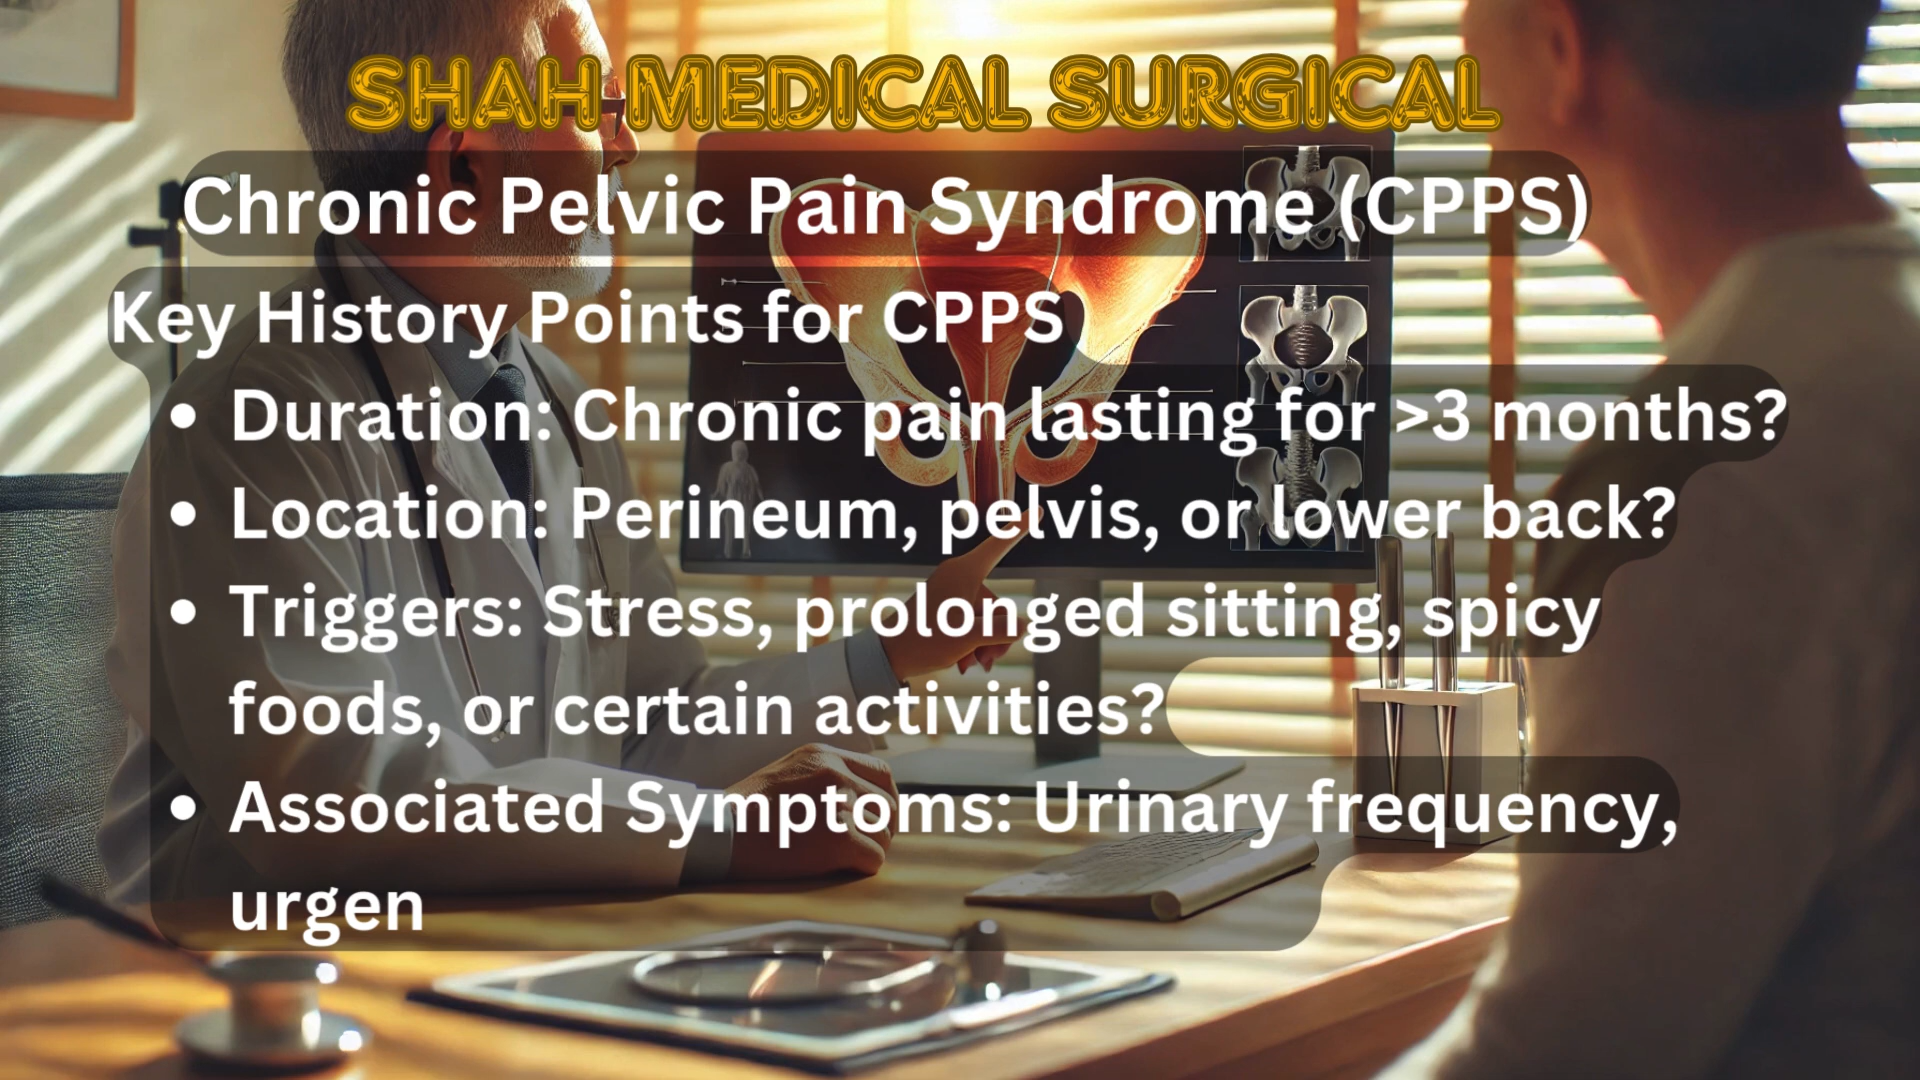 SHAH MEDICAL SURGICAL
Chronic Pelvic Pain Syndrome (CPPS)
Key History Points for CPPS
• Duration: Chronic pain lasting for >3 months?
• Location: Perineum, pelvis, or lower back?
• Triggers: Stress, prolonged sitting, spicy
foods, or certain activities?
• Associated Symptoms: Urinary frequency,
urgen